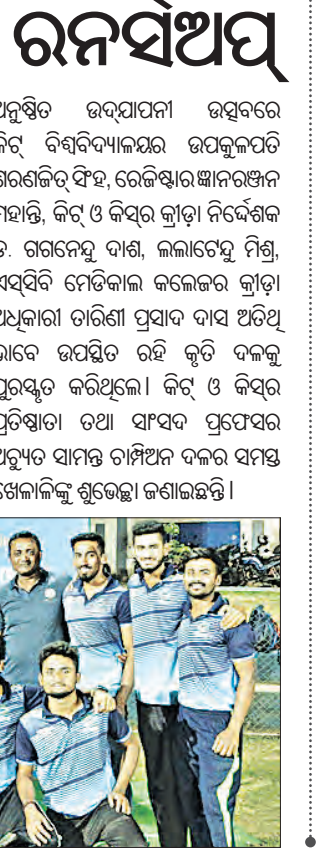 ରନର୍ସଅପ୍
ଅନୁଷ୍ଠିତ ଉଦ୍‌ଯାପନୀ ଉତ୍ସବରେ
କିଟ୍ ବିଶ୍ୱବିଦ୍ୟାଳୟର ଉପକୁଳପତି
ଶରଣଜିତ୍ ସିଂହ, ରେଜିଷ୍ଟାର ଜ୍ଞାନରଞ୍ଜନ
ମହାନ୍ତି, କିଟ୍ ଓ କିସ୍‌ର କ୍ରୀଡ଼ା ନିର୍ଦ୍ଦେଶକ
ଡ. ଗଗନେନ୍ଦୁ ଦାଶ, ଲଲାଟେନ୍ଦୁ ମିଶ୍ର,
ଏସ୍‌ସିବି ମେଡିକାଲ କଲେଜର କ୍ରୀଡ଼ା
ଅଧିକାରୀ ତାରିଣୀ ପ୍ରସାଦ ଦାସ ଅତିଥି
ଭାବେ ଉପସ୍ଥିତ ରହି କୃତି ଦଳକୁ
ପୁରସ୍କୃତ କରିଥିଲେ। କିଟ୍ ଓ କିସ୍‌ର
ପ୍ରତିଷ୍ଠାତା ତଥା ସାଂସଦ ପ୍ରଫେସର
ଅଚ୍ୟୁତ ସାମନ୍ତ ଚାମ୍ପିଅନ ଦଳର ସମସ୍ତ
ଖେଳାଳିଙ୍କୁ ଶୁଭେଚ୍ଛା ଜଣାଇଛନ୍ତି।